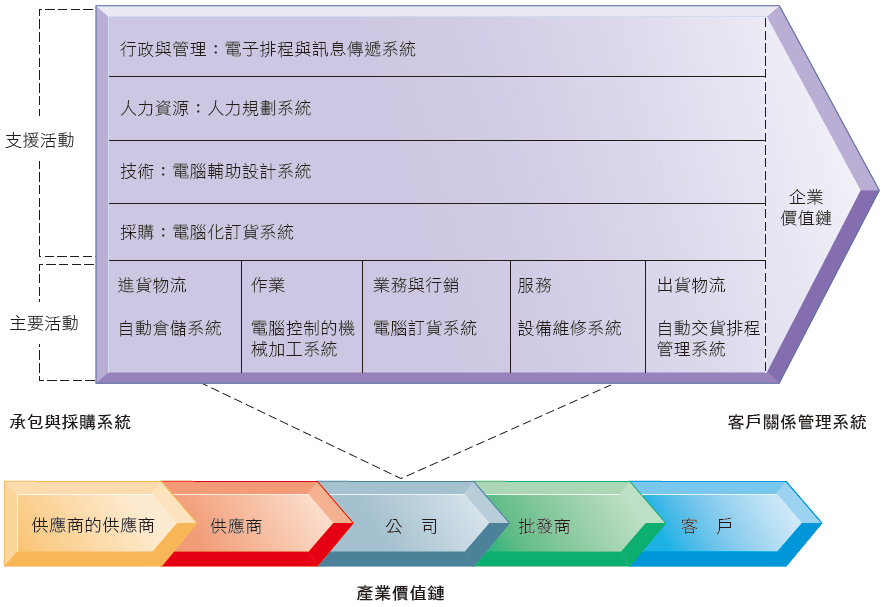 行政與管理：電子排程與訊息傳遞系統
人力資源：人力規劃系統
支援活動
技術：電腦輔助設計系統
採購：電腦化訂貨系統
企業
價值鏈
主要活動
進貨物流
自動倉儲系統
作業
電腦控制的機
械加工系統
業務與行銷
電腦訂貨系統
服務
設備維修系統
出貨物流
自動交貨排程
管理系統
承包與採購系統
客戶關係管理系統
供應商的供應商
供應商
公 司
批發商
客 戶
產業價值鏈